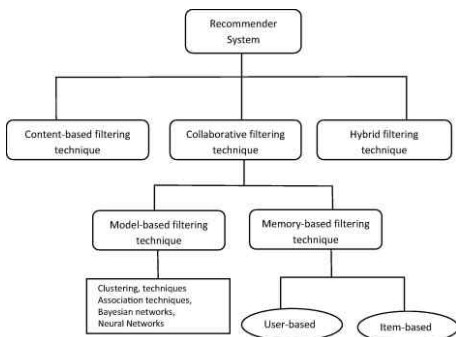 Recommender
System
Content-based filtering
technique
Collaborative filtering
technique
Hybrid filtering
technique
Model-based filtering
technique
Memory-based filtering
technique
Clustering, techniques
Association techniques,
Bayesian networks,
Neural Networks
User-based
Item-based